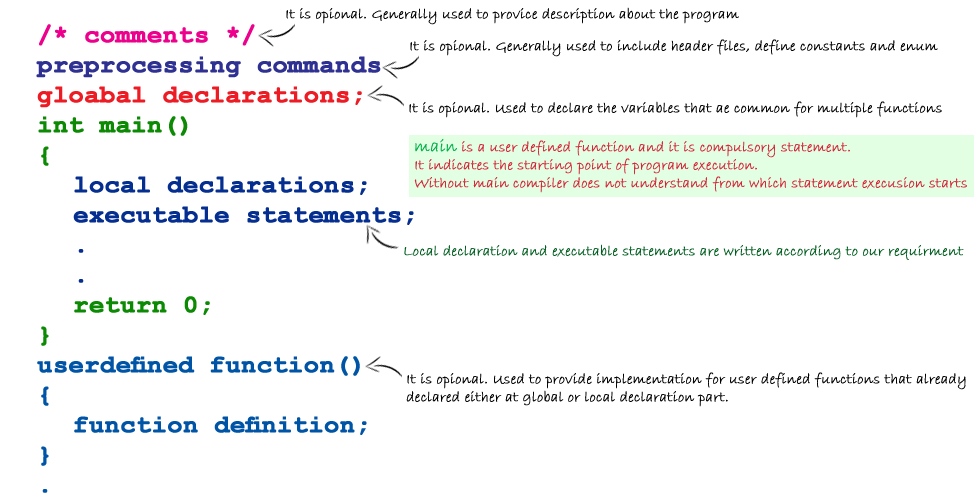 It is opional. Generally used to provice description about the program
/* comments */
It is opional. Generally used to include header files, define constants and enum
preprocessing commands
gloabal declarations;
It is opional. Used to declare the variables that ae common for multiple functions
int main()
main is a user defined function and it is compulsory statement.
{
It indicates the starting point of program execution.
Without main compiler does not understand from which statement execusion starts
local declarations;
executable statements;
.
Local declaration and executable statements are written according to our requirment
.
return 0;
}
userdefined function()
It is opional. Used to provide implementation for user defined functions that already
declared either at global or local declaration part.
{
function definition;
}
.